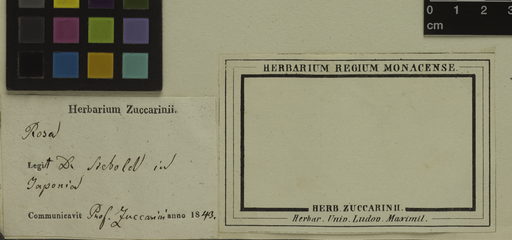 0 1 2 3
cm
Herbarium Zuccarinii.
Rosa
Legit Dr Siebold in
Japonia
Communicavit Prof. Zuccarini anno 1843.
HERBARIUM REGIUM MONACENSE.
HERB. ZUCCARINII.
Herbar. Univ. Ludov. Maximil.